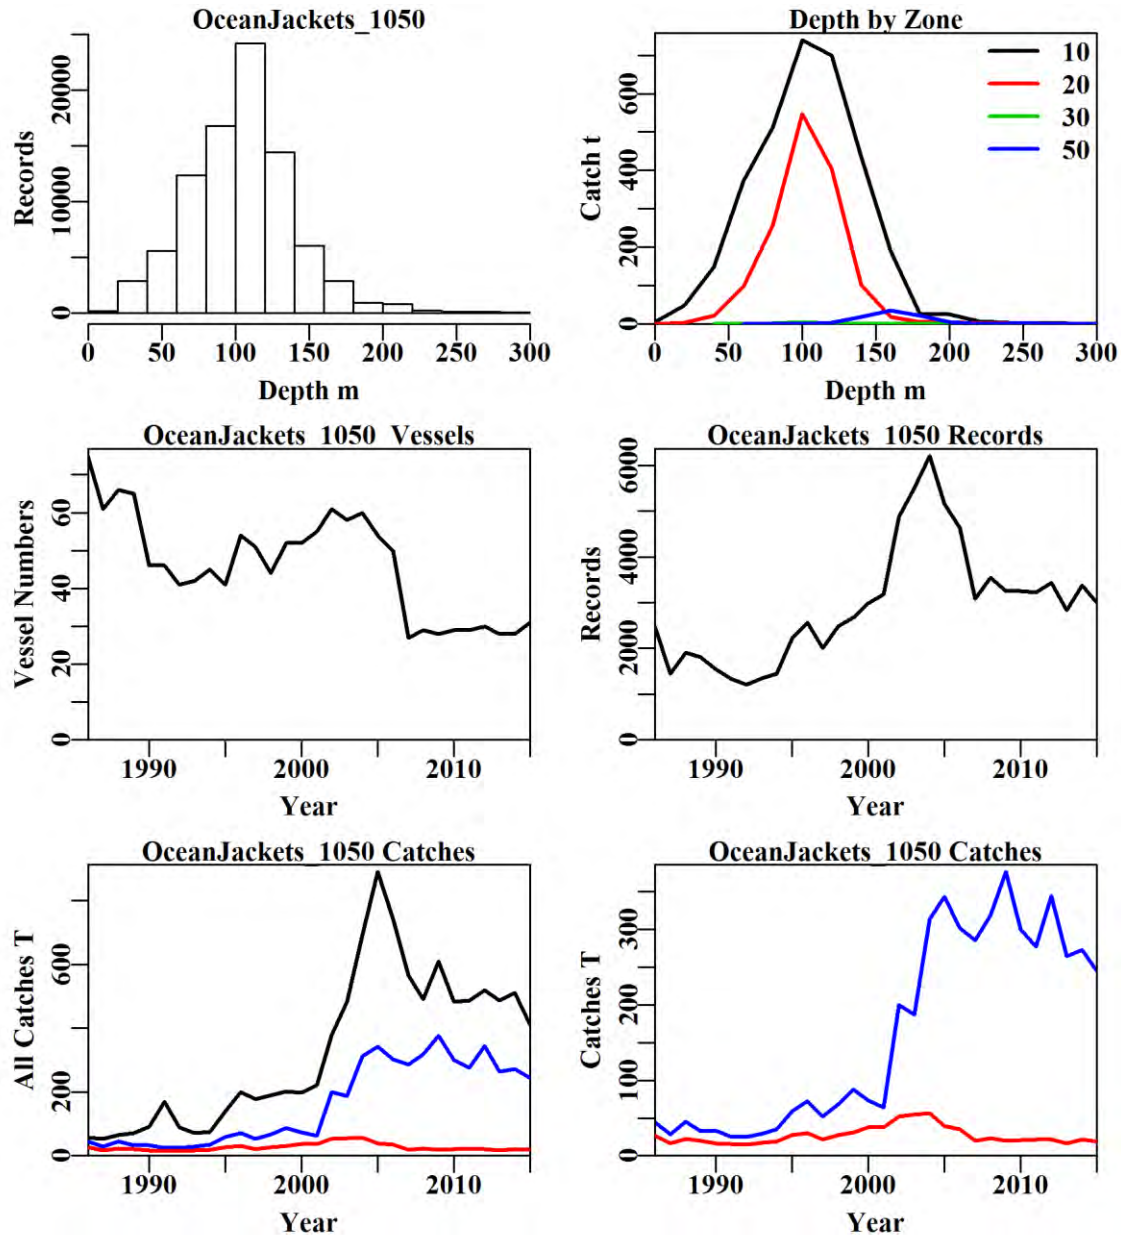 OceanJackets_1050
Records
0 10000 20000
0 50 100 150 200 250 300
Depth m
Depth by Zone
10
20
30
50
Catch t
0 200 400 600
0 50 100 150 200 250 300
Depth m
OceanJackets_1050_Vessels
Vessel Numbers
0 20 40 60
1990 2000 2010
Year
OceanJackets_1050 Records
Records
0 2000 4000 6000
1990 2000 2010
Year
OceanJackets_1050 Catches
All Catches T
0 200 600
1990 2000 2010
Year
OceanJackets_1050 Catches
Catches T
0 100 200 300
1990 2000 2010
Year